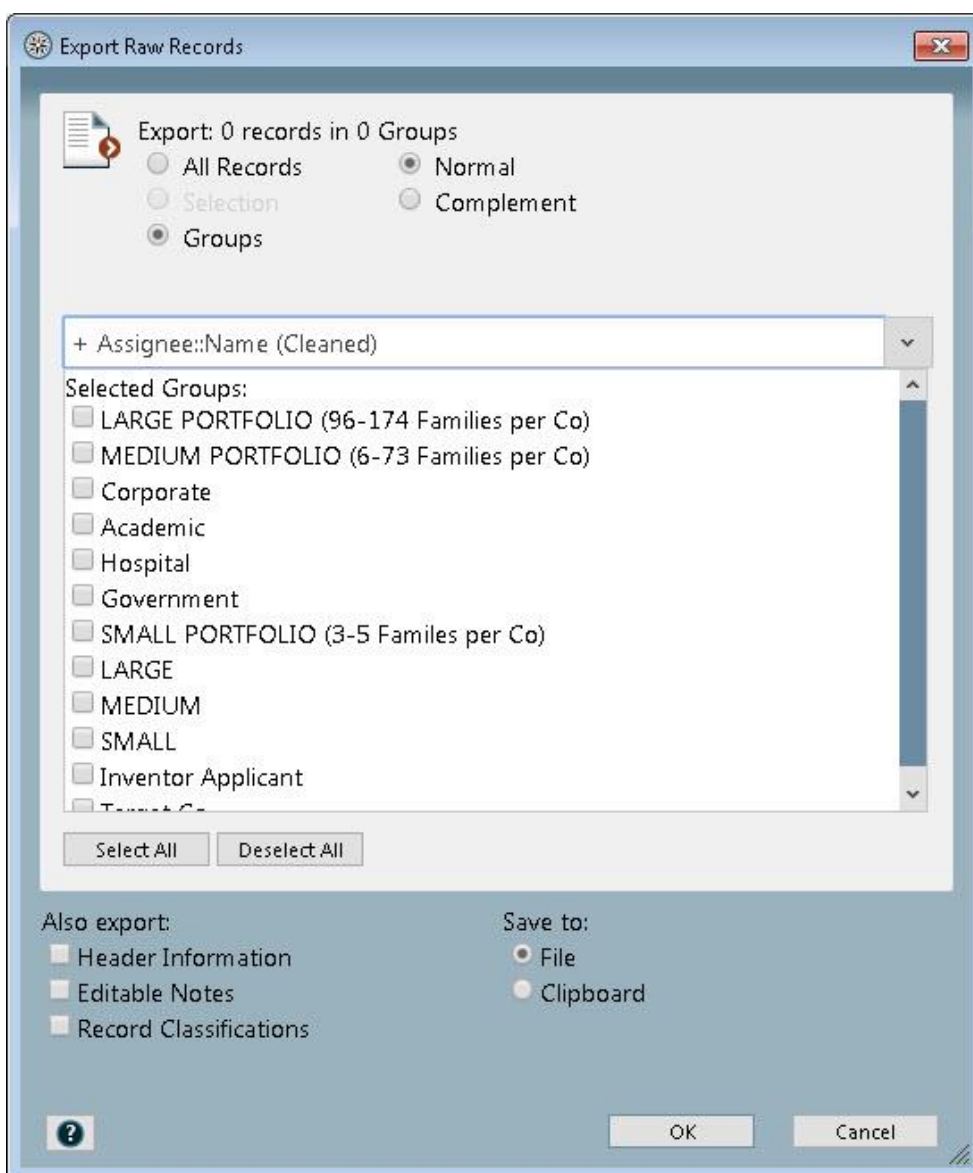 Export Raw Records
Export: 0 records in 0 Groups
All Records
Normal
Selection
Complement
Groups
+ Assignee::Name (Cleaned)
Selected Groups:
LARGE PORTFOLIO (96-174 Families per Co)
MEDIUM PORTFOLIO (6-73 Families per Co)
Corporate
Academic
Hospital
Government
SMALL PORTFOLIO (3-5 Familes per Co)
LARGE
MEDIUM
SMALL
Inventor Applicant
Select All
Deselect All
Also export:
Save to:
Header Information
File
Editable Notes
Clipboard
Record Classifications
?
OK
Cancel